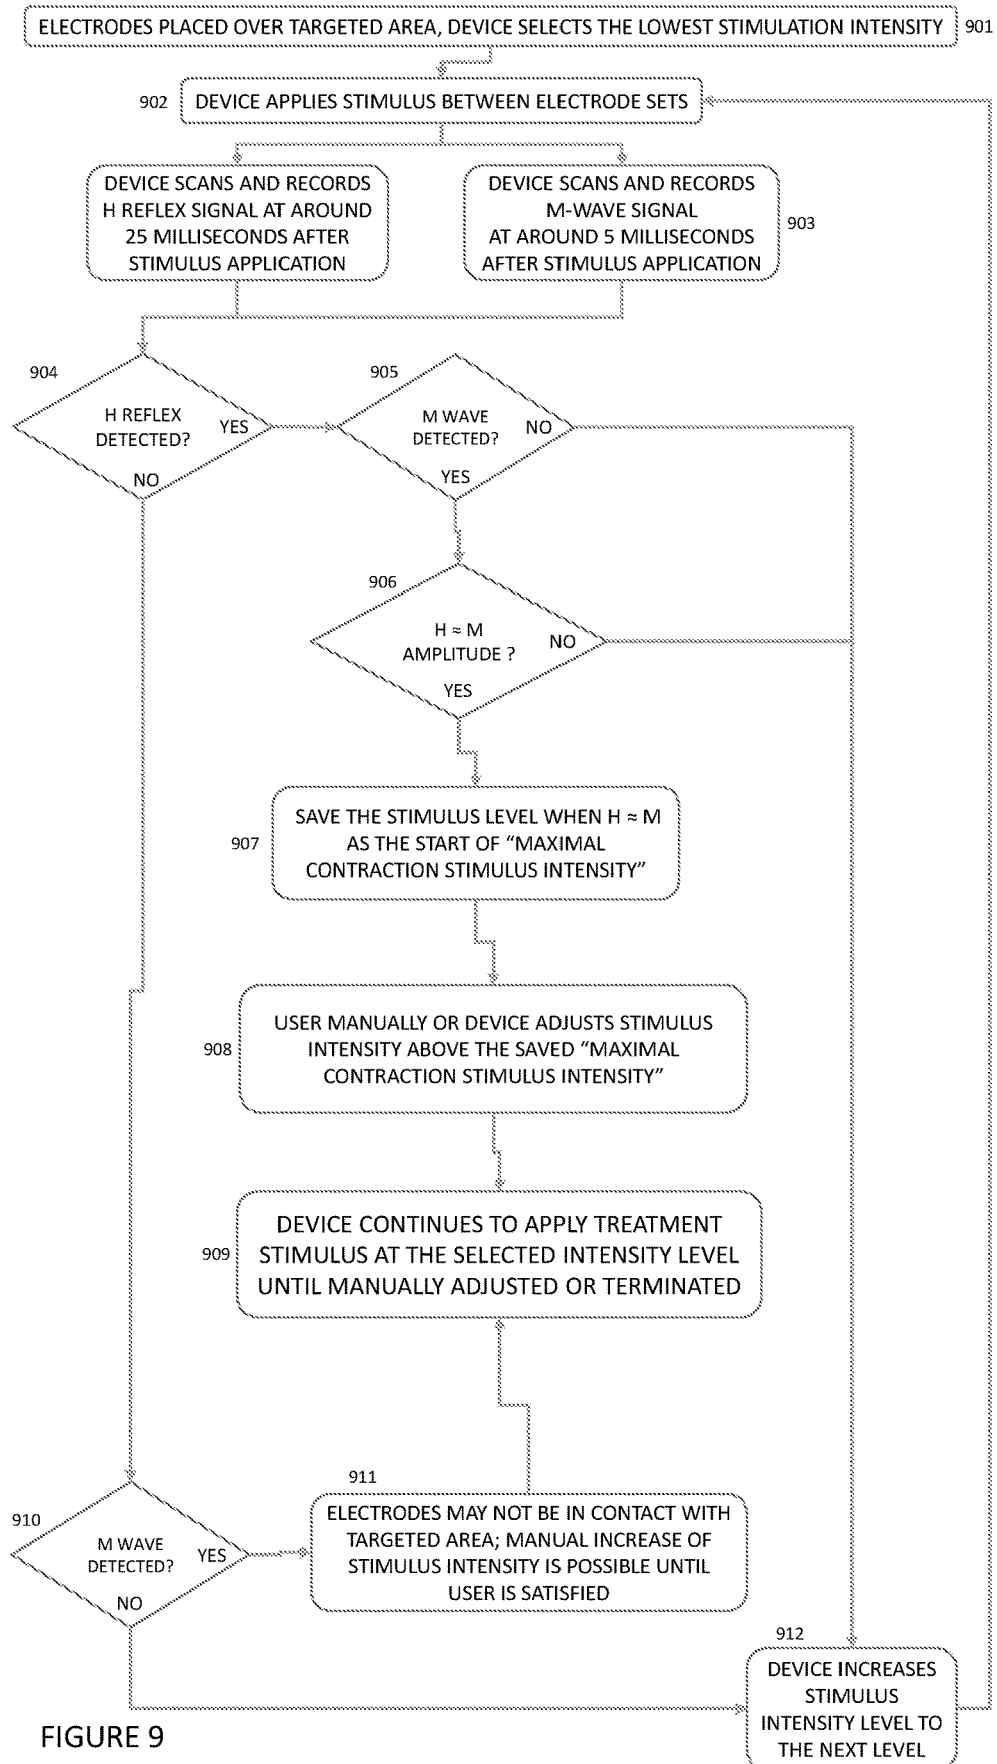 ELECTRODES PLACED OVER TARGETED AREA, DEVICE SELECTS THE LOWEST STIMULATION INTENSITY
901
902
DEVICE APPLIES STIMULUS BETWEEN ELECTRODE SETS
DEVICE SCANS AND RECORDS
H REFLEX SIGNAL AT AROUND
25 MILLISECONDS AFTER
STIMULUS APPLICATION
DEVICE SCANS AND RECORDS
M-WAVE SIGNAL
AT AROUND 5 MILLISECONDS
AFTER STIMULUS APPLICATION
903
904
H REFLEX
DETECTED?
YES
NO
905
M WAVE
DETECTED?
NO
YES
906
H ≈ M
AMPLITUDE ?
NO
YES
907
SAVE THE STIMULUS LEVEL WHEN H ≈ M
AS THE START OF “MAXIMAL
CONTRACTION STIMULUS INTENSITY”
908
USER MANUALLY OR DEVICE ADJUSTS STIMULUS
INTENSITY ABOVE THE SAVED “MAXIMAL
CONTRACTION STIMULUS INTENSITY”
909
DEVICE CONTINUES TO APPLY TREATMENT
STIMULUS AT THE SELECTED INTENSITY LEVEL
UNTIL MANUALLY ADJUSTED OR TERMINATED
910
M WAVE
DETECTED?
YES
NO
911
ELECTRODES MAY NOT BE IN CONTACT WITH
TARGETED AREA; MANUAL INCREASE OF
STIMULUS INTENSITY IS POSSIBLE UNTIL
USER IS SATISFIED
912
DEVICE INCREASES
STIMULUS
INTENSITY LEVEL TO
THE NEXT LEVEL
FIGURE 9